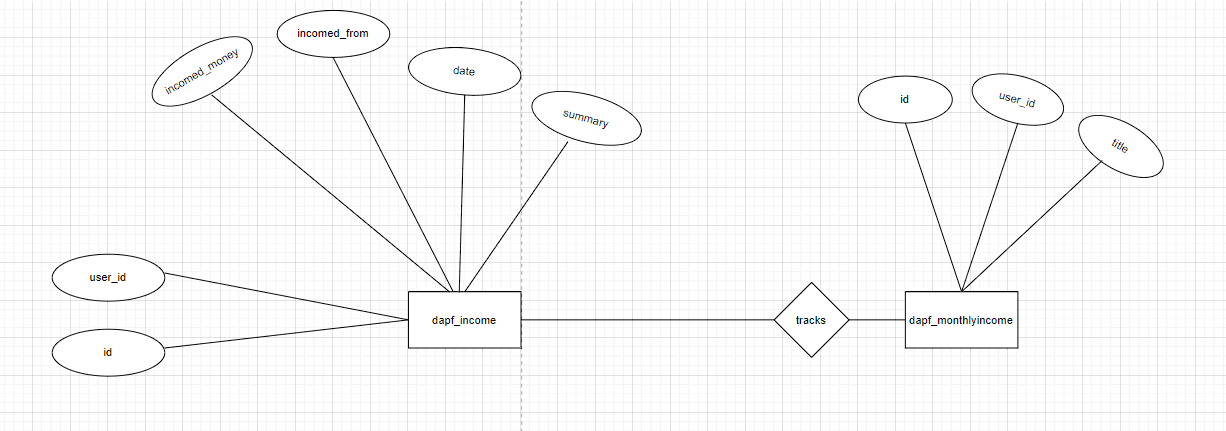 incomed_money
incomed_from
date
summary
id
user_id
title
user_id
id
dapf_income
tracks
dapf_monthlyincome